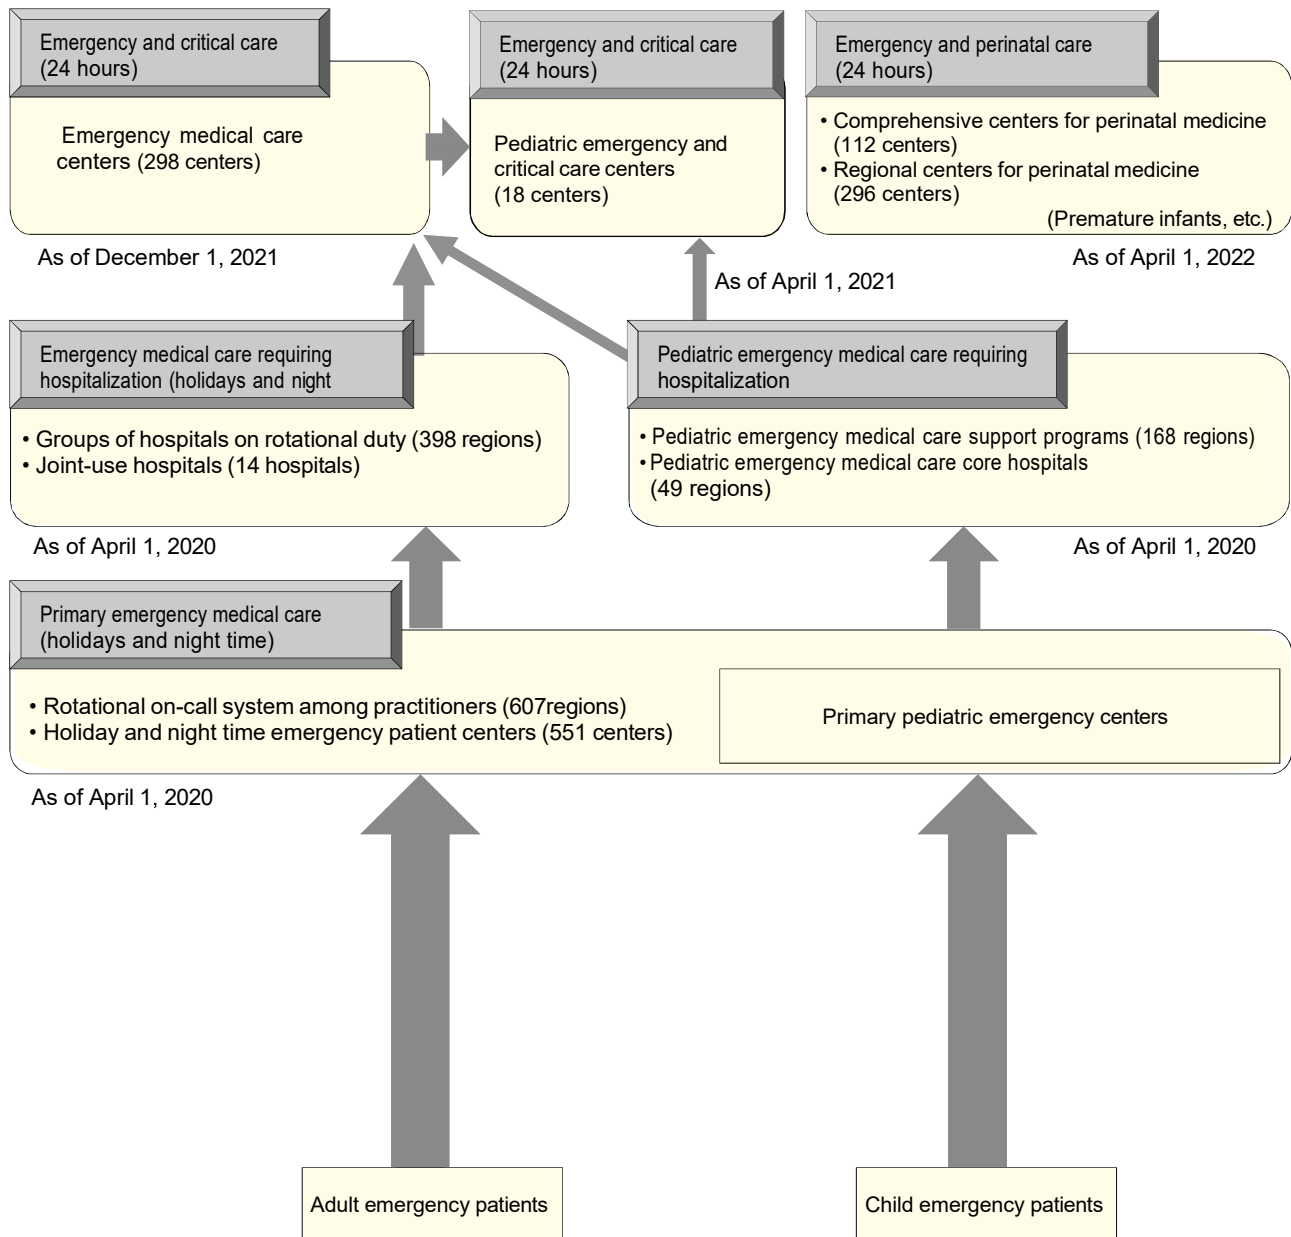 Emergency and critical care
(24 hours)
Emergency medical care
centers (298 centers)
As of December 1, 2021
Emergency and critical care
(24 hours)
Pediatric emergency and
critical care centers
(18 centers)
As of April 1, 2021
Emergency and perinatal care
(24 hours)
• Comprehensive centers for perinatal medicine
(112 centers)
• Regional centers for perinatal medicine
(296 centers)
(Premature infants, etc.)
As of April 1, 2022
Emergency medical care requiring
hospitalization (holidays and night
• Groups of hospitals on rotational duty (398 regions)
• Joint-use hospitals (14 hospitals)
As of April 1, 2020
Pediatric emergency medical care requiring
hospitalization
• Pediatric emergency medical care support programs (168 regions)
• Pediatric emergency medical care core hospitals
(49 regions)
As of April 1, 2020
Primary emergency medical care
(holidays and night time)
• Rotational on-call system among practitioners (607regions)
• Holiday and night time emergency patient centers (551 centers)
Primary pediatric emergency centers
As of April 1, 2020
Adult emergency patients
Child emergency patients